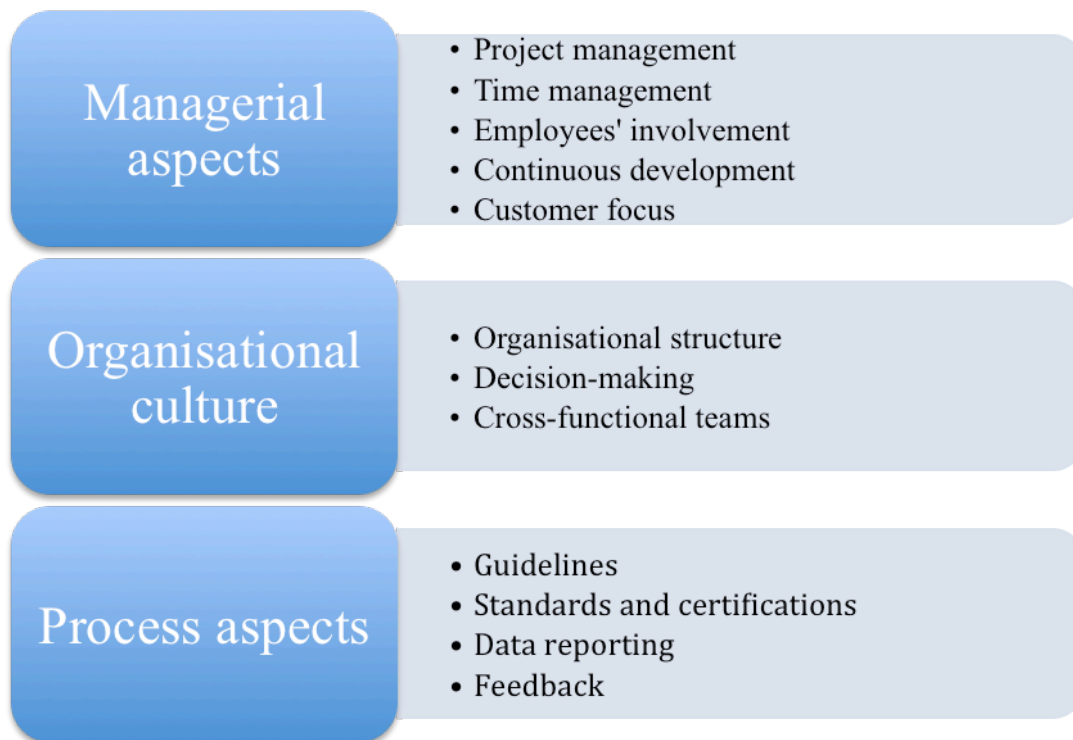 Managerial
aspects
• Project management
• Time management
• Employees' involvement
• Continuous development
• Customer focus
Organisational
culture
• Organisational structure
• Decision-making
• Cross-functional teams
Process aspects
• Guidelines
• Standards and certifications
• Data reporting
• Feedback